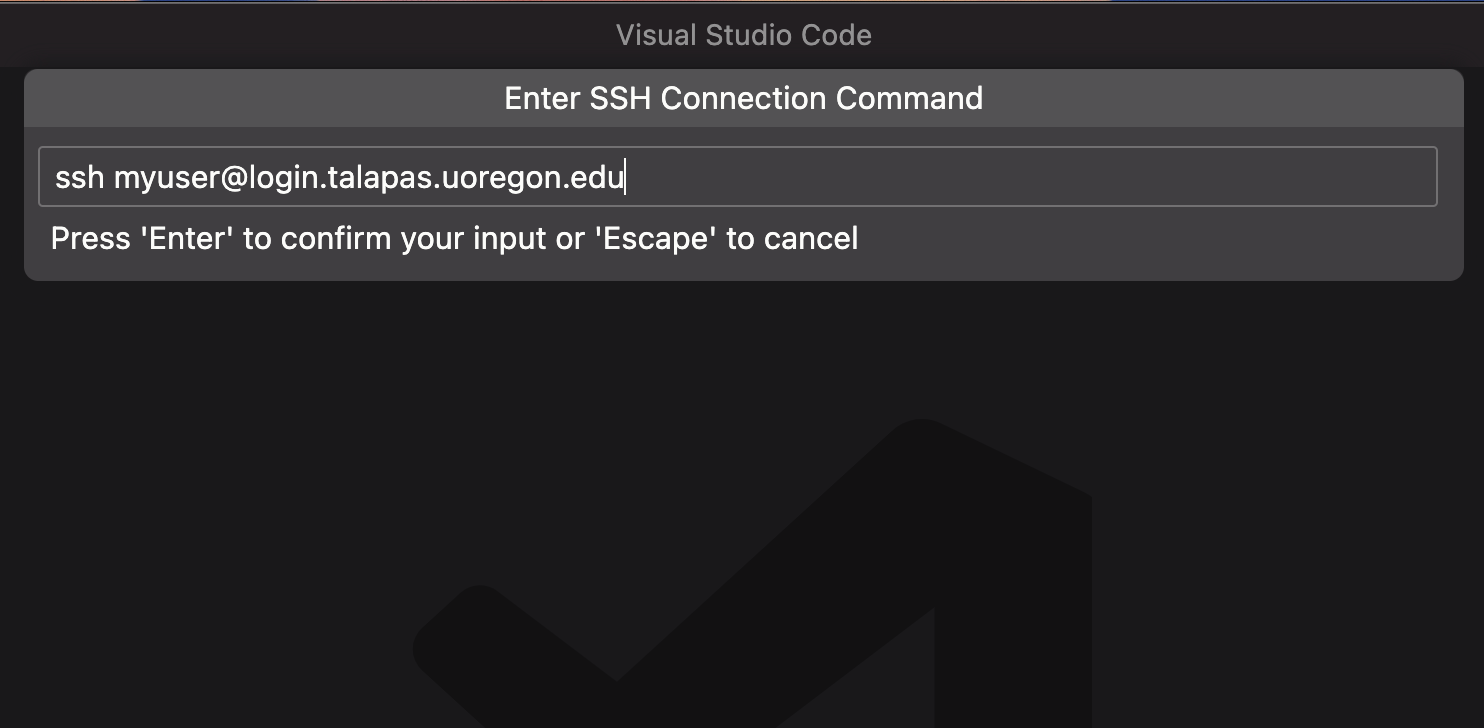 Visual Studio Code
Enter SSH Connection Command
ssh myuser@login.talapas.uoregon.edu
Press 'Enter' to confirm your input or 'Escape' to cancel